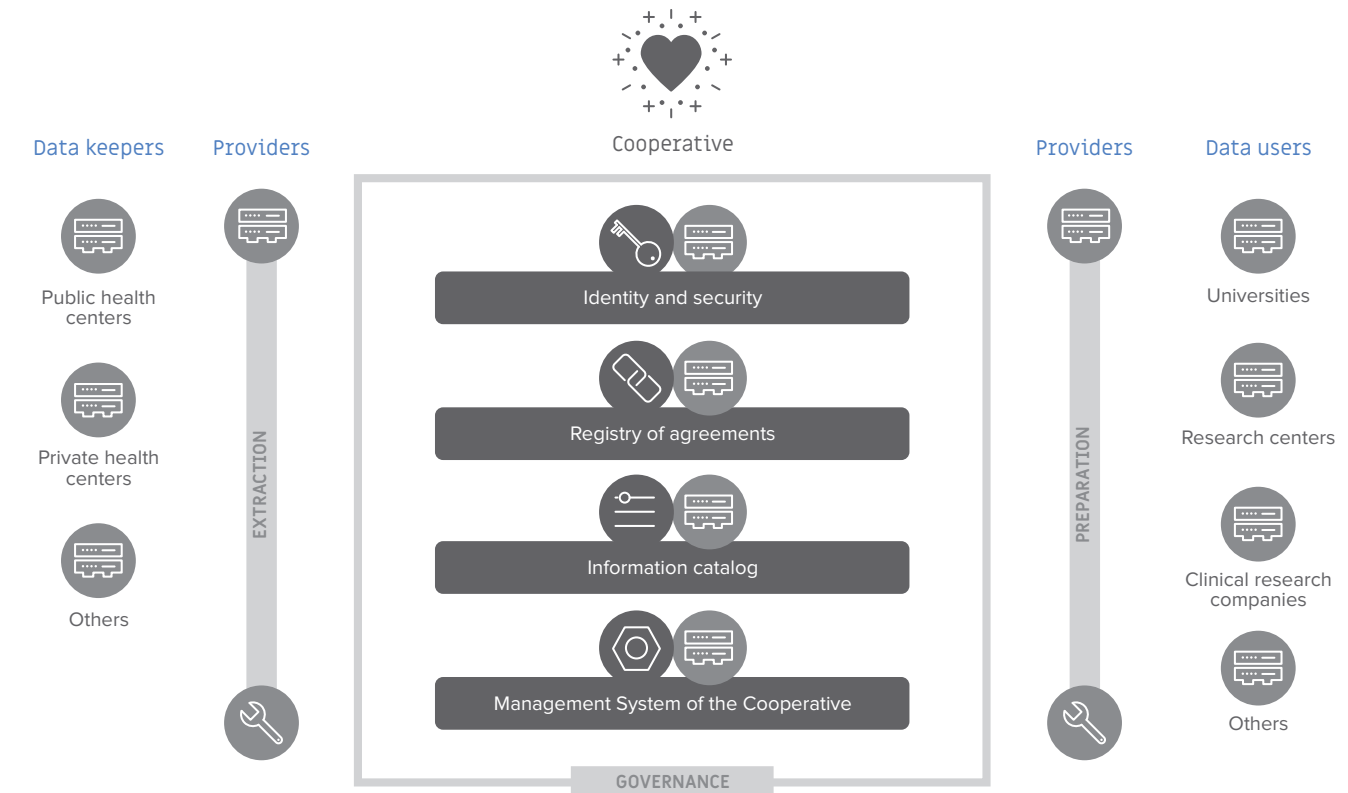 Cooperative
Data keepers
Providers
Providers
Data users
Public health
centers
Private health
centers
Others
EXTRACTION
Identity and security
Registry of agreements
Information catalog
Management System of the Cooperative
GOVERNANCE
PREPARATION
Universities
Research centers
Clinical research
companies
Others